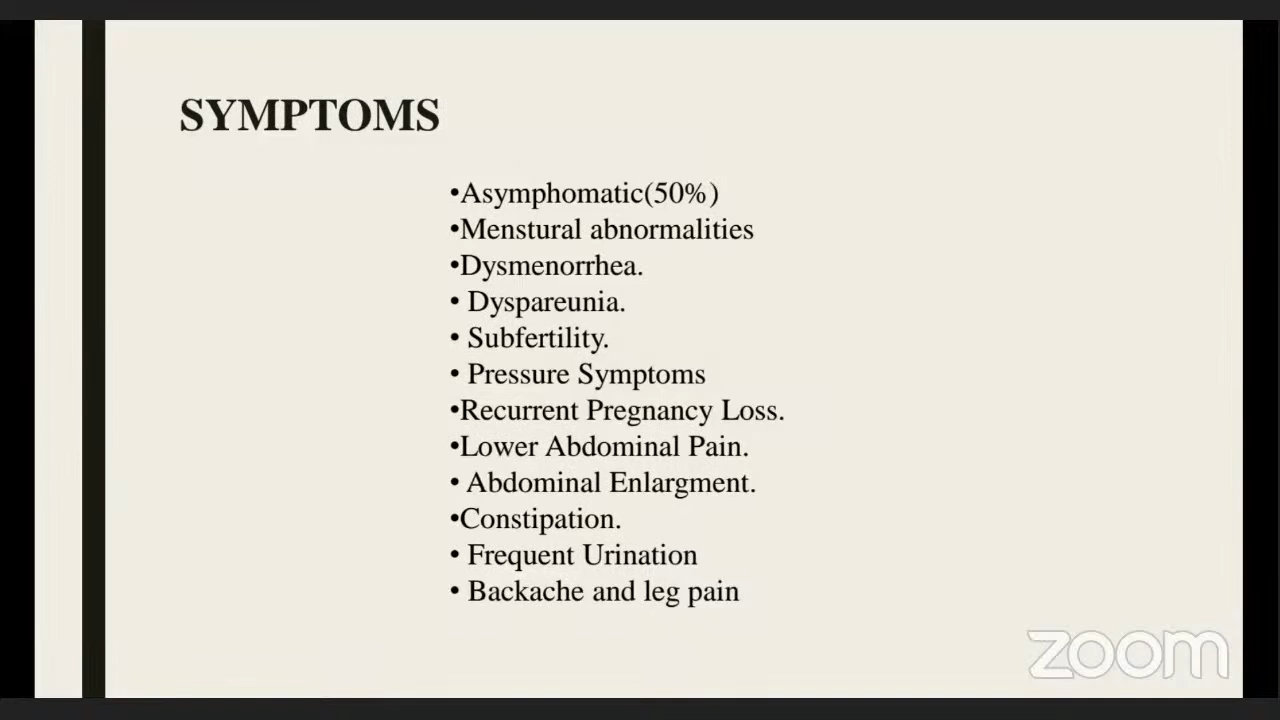 SYMPTOMS
•Asymphomatic(50%)
•Menstural abnormalities
•Dysmenorrhea.
• Dyspareunia.
• Subfertility.
• Pressure Symptoms
•Recurrent Pregnancy Loss.
•Lower Abdominal Pain.
• Abdominal Enlargment.
•Constipation.
• Frequent Urination
• Backache and leg pain
zoom